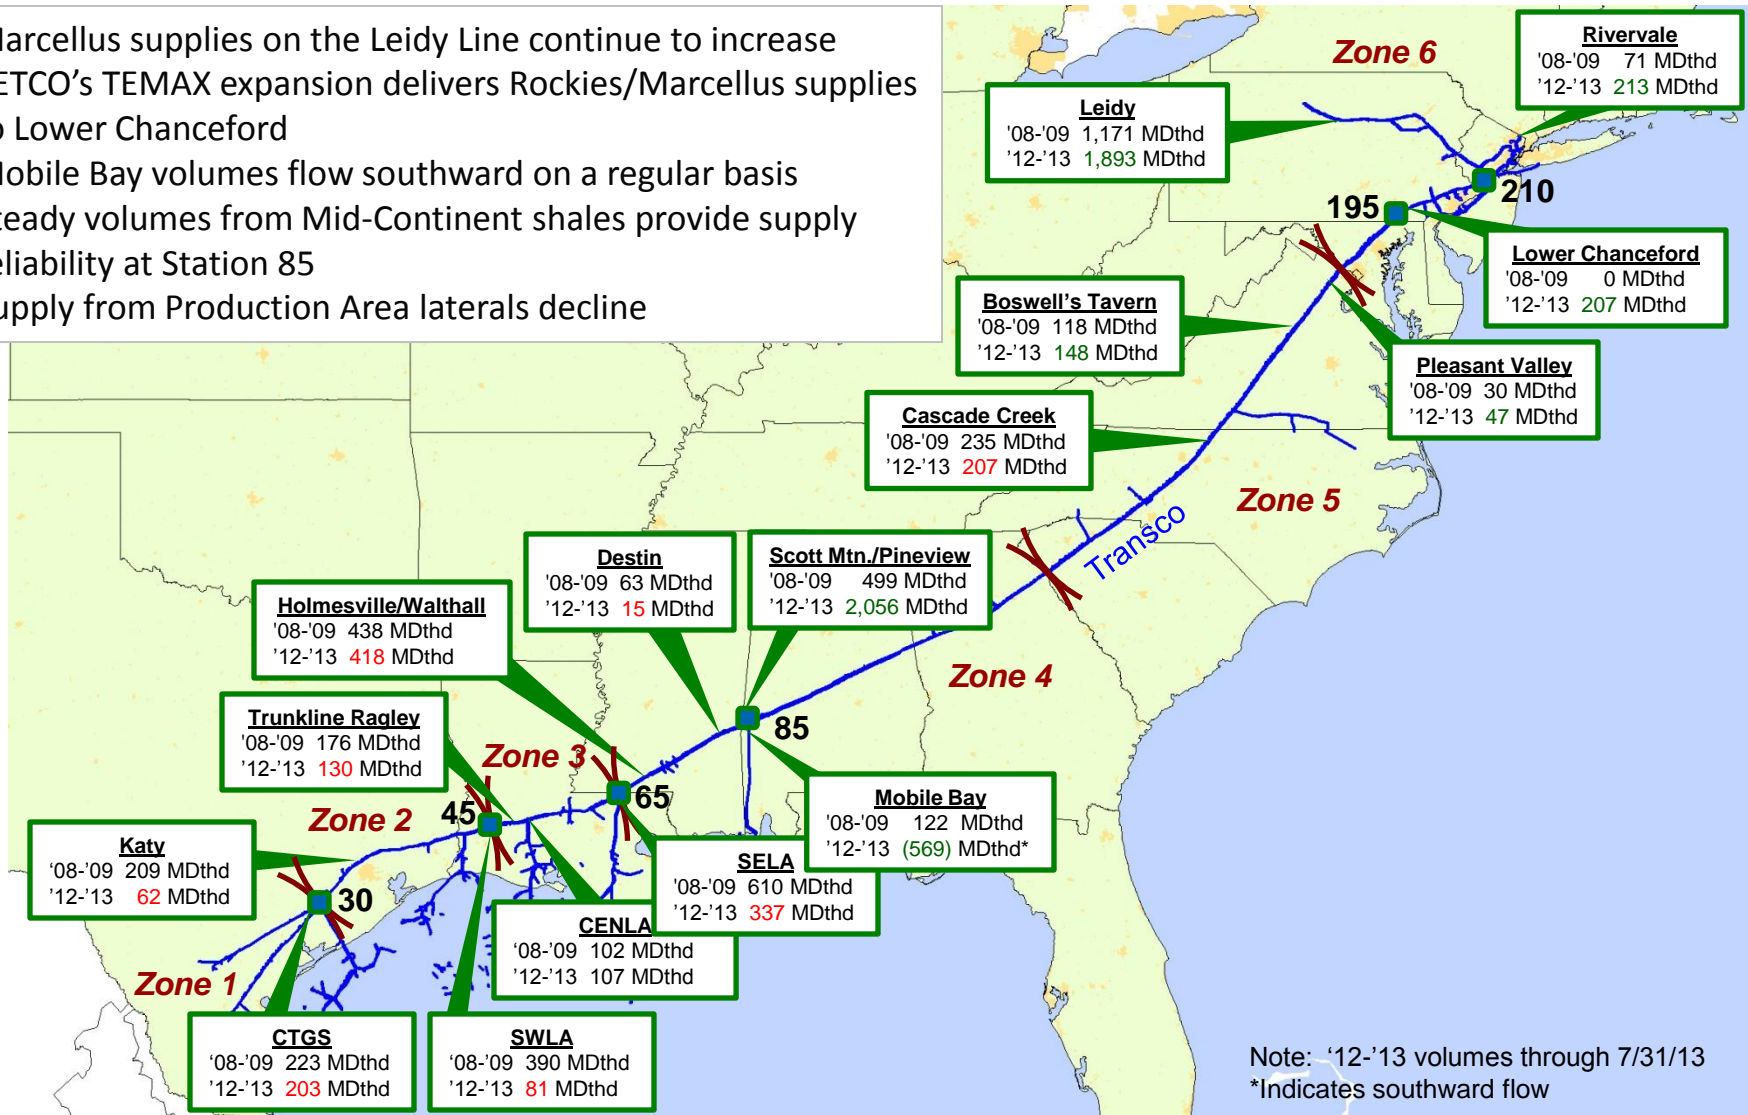 arcellus supplies on the Leidy Line continue to increase
ETCO's TEMAX expansion delivers Rockies/Marcellus supplies
o Lower Chanceford
obile Bay volumes flow southward on a regular basis
teady volumes from Mid-Continent shales provide supply
eliability at Station 85
upply from Production Area laterals decline
Zone 6
Rivervale
'08-'09 71 MDthd
'12-'13 213 MDthd
Leidy
'08-'09 1,171 MDthd
'12-'13 1,893 MDthd
210
195
Lower Chanceford
'08-'09 0 MDthd
'12-'13 207 MDthd
Boswell's Tavern
'08-'09 118 MDthd
'12-'13 148 MDthd
Pleasant Valley
'08-'09 30 MDthd
'12-'13 47 MDthd
Cascade Creek
'08-'09 235 MDthd
'12-'13 207 MDthd
Zone 5
Transco
Destin
'08-'09 63 MDthd
'12-'13 15 MDthd
Scott Mtn./Pineview
'08-'09 499 MDthd
'12-'13 2,056 MDthd
Holmesville/Walthall
'08-'09 438 MDthd
'12-'13 418 MDthd
Zone 4
Trunkline Ragley
'08-'09 176 MDthd
'12-'13 130 MDthd
85
Zone 3
65
45
Zone 2
Mobile Bay
'08-'09 122 MDthd
'12-'13 (569) MDthd*
Katy
'08-'09 209 MDthd
'12-'13 62 MDthd
SELA
'08-'09 610 MDthd
'12-'13 337 MDthd
30
CENLA
'08-'09 102 MDthd
'12-'13 107 MDthd
Zone 1
CTGS
'08-'09 223 MDthd
'12-'13 203 MDthd
SWLA
'08-'09 390 MDthd
'12-'13 81 MDthd
Note: '12-'13 volumes through 7/31/13
*Indicates southward flow